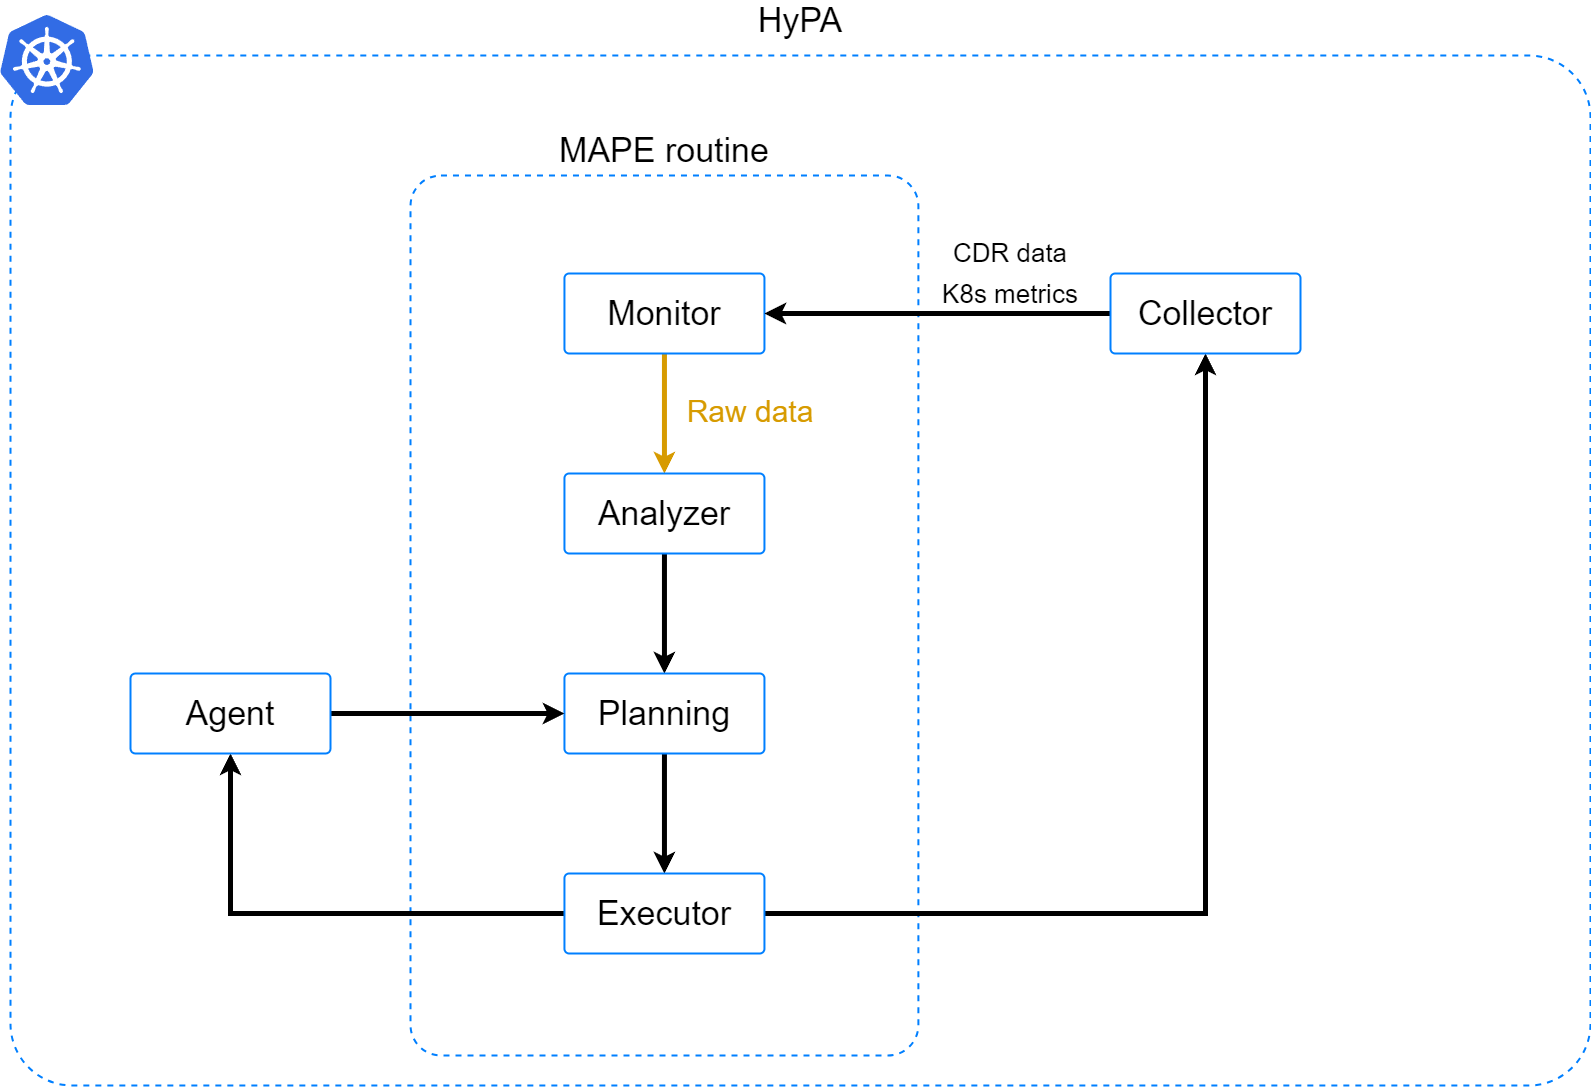 HyPA
MAPE routine
CDR data
K8s metrics
Monitor
Collector
Raw data
Analyzer
Agent
Planning
Executor